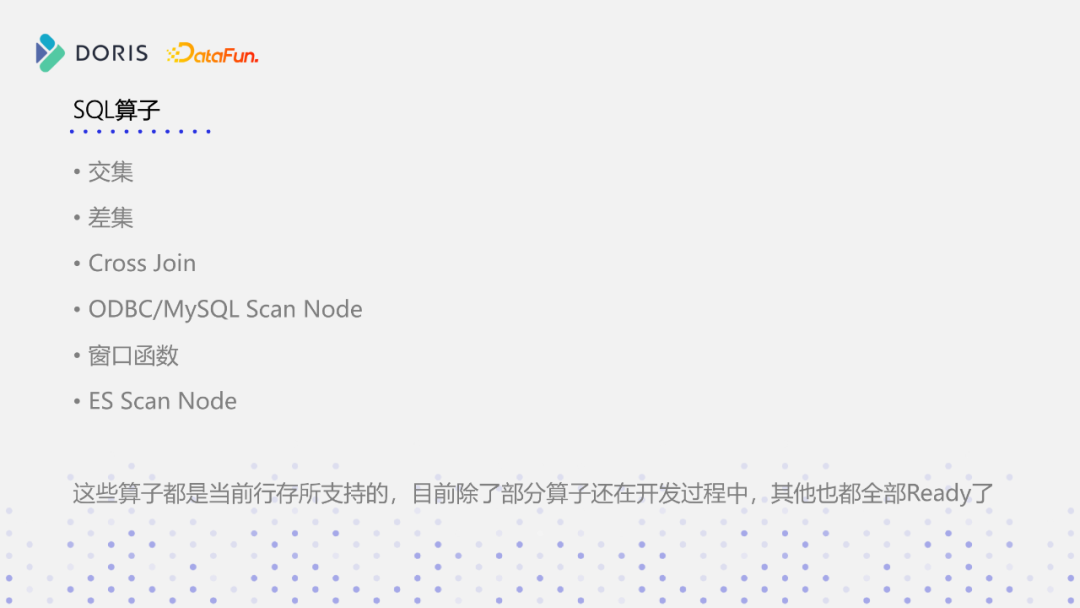 DORIS DataFun.
SQL算子
• 交集
• 差集
• Cross Join
• ODBC/MySQL Scan Node
• 窗口函数
• ES Scan Node
这些算子都是当前行存所支持的，目前除了部分算子还在开发过程中，其他也都全部Ready了